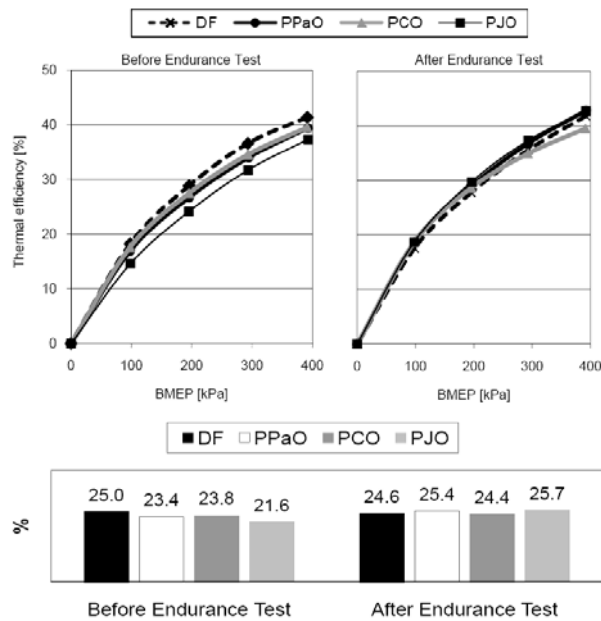 DF PPaO PCO PJO
Before Endurance Test
After Endurance Test
Thermal efficiency [%]
50
40
30
20
10
0
0 100 200 300 400
0 100 200 300 400
BMEP [kPa]
BMEP [kPa]
DF PPaO PCO PJO
%
25.0 23.4 23.8 21.6
24.6 25.4 24.4 25.7
Before Endurance Test
After Endurance Test